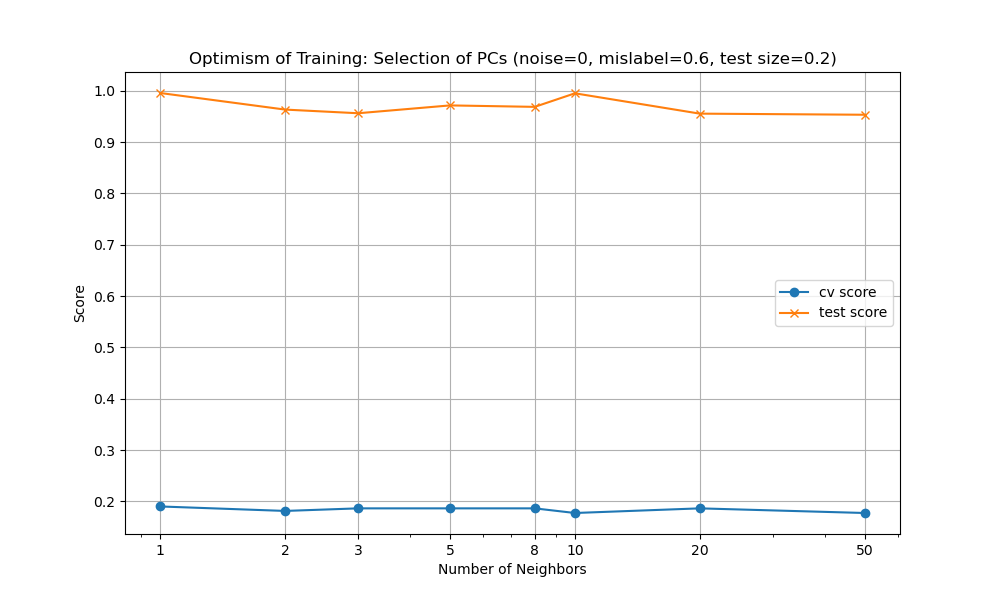 Optimism of Training: Selection of PCs (noise=0, mislabel=0.6, test size=0.2)
1.0
0.9
0.8
0.7
0.6
0.5
0.4
0.3
0.2
Score
cv score
test score
1 2 3 5 8 10 20 50
Number of Neighbors